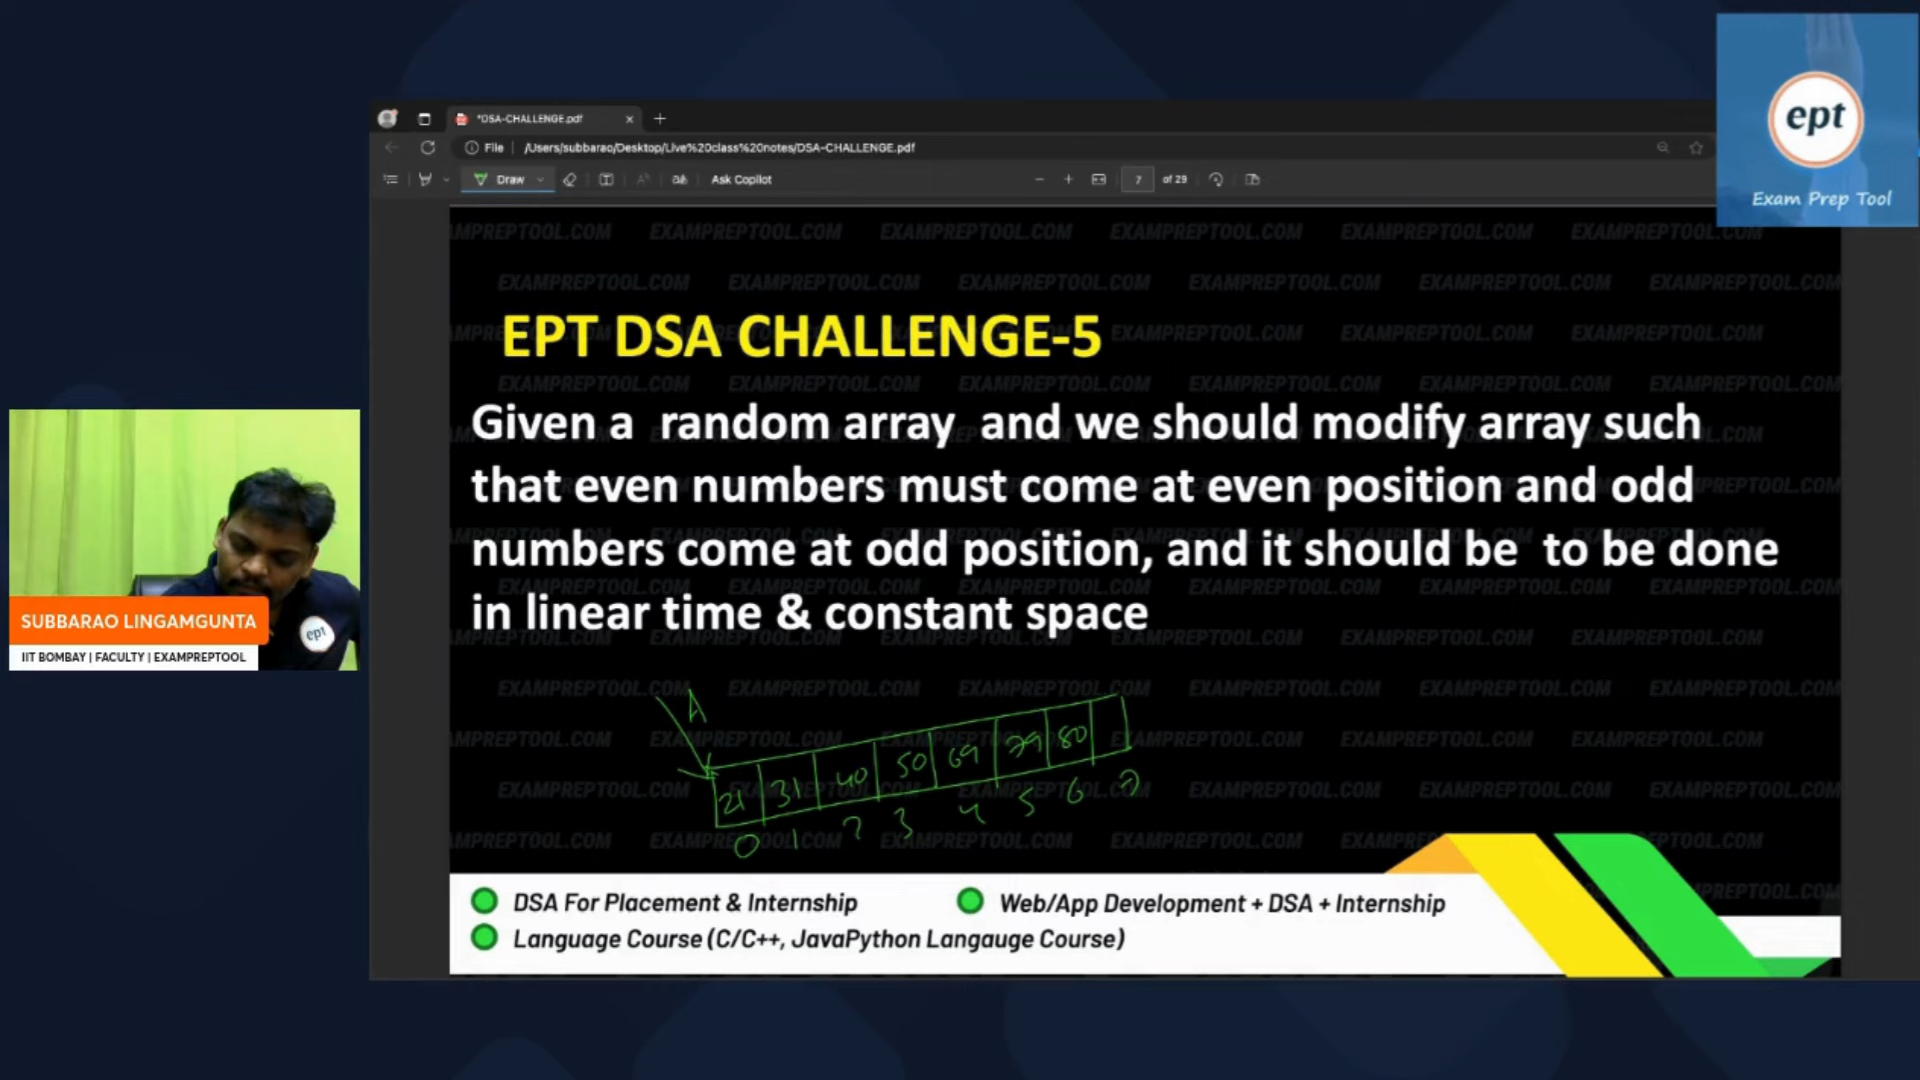 ept
Exam Prep Tool
*DSA-CHALLENGE.pdf
File | /Users/subbarao/Desktop/Live%20class%20notes/DSA-CHALLENGE.pdf
Draw
Ask Copilot
7 of 29
EXAMPREPTOOL.COM
EPT DSA CHALLENGE-5
Given a random array and we should modify array such
that even numbers must come at even position and odd
numbers come at odd position, and it should be to be done
in linear time & constant space
A
21 31 40 50 69 79 80
0 1 2 3 4 5 6 7
SUBBARAO LINGAMGUNTA
IIT BOMBAY | FACULTY | EXAMPREPTOOL
ept
DSA For Placement & Internship
Web/App Development + DSA + Internship
Language Course (C/C++, JavaPython Langauge Course)